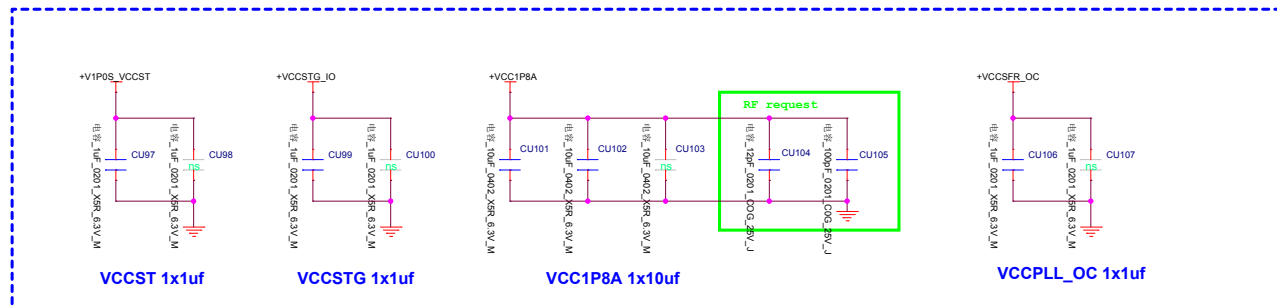 +V1P0S_VCCST
电容_1uF_0201_X5R_6.3V_M
CU97
电容_1uF_0201_X5R_6.3V_M
CU98
ns
VCCST 1x1uf
+VCCSTG_IO
电容_1uF_0201_X5R_6.3V_M
CU99
电容_1uF_0201_X5R_6.3V_M
CU100
ns
VCCSTG 1x1uf
+VCC1P8A
电容_10uF_0402_X5R_6.3V_M
CU101
电容_10uF_0402_X5R_6.3V_M
CU102
电容_10uF_0402_X5R_6.3V_M
CU103
ns
RF request
电容_12pF_0201_COG_25V_J
CU104
电容_100pF_0201_C0G_25V_J
CU105
VCC1P8A 1x10uf
+VCCSFR_OC
电容_1uF_0201_X5R_6.3V_M
CU106
电容_1uF_0201_X5R_6.3V_M
CU107
ns
VCCPLL_OC 1x1uf